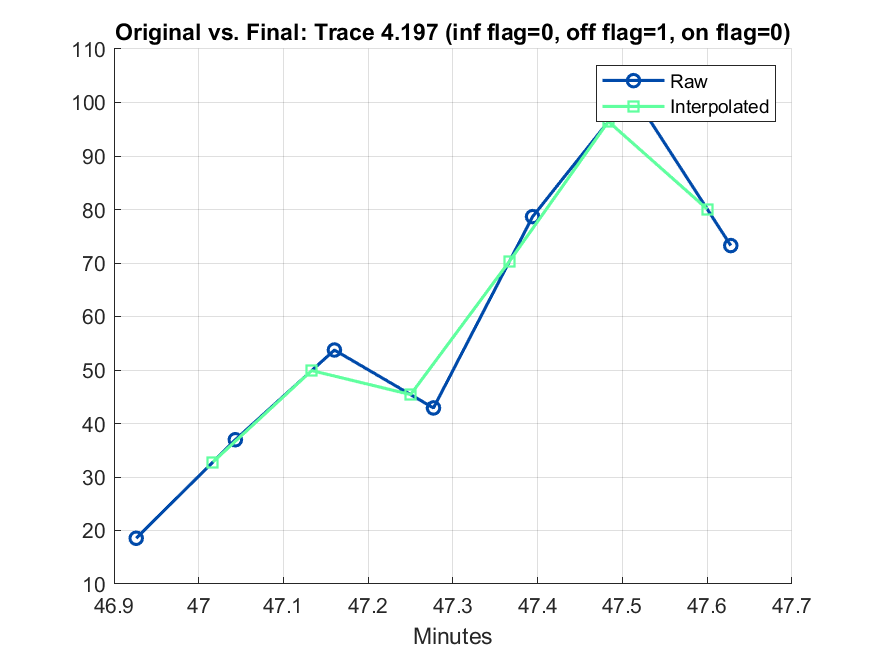 Original vs. Final: Trace 4.197 (inf flag=0, off flag=1, on flag=0)
110
100
90
80
70
60
50
40
30
20
10
Raw
Interpolated
46.9 47 47.1 47.2 47.3 47.4 47.5 47.6 47.7
Minutes